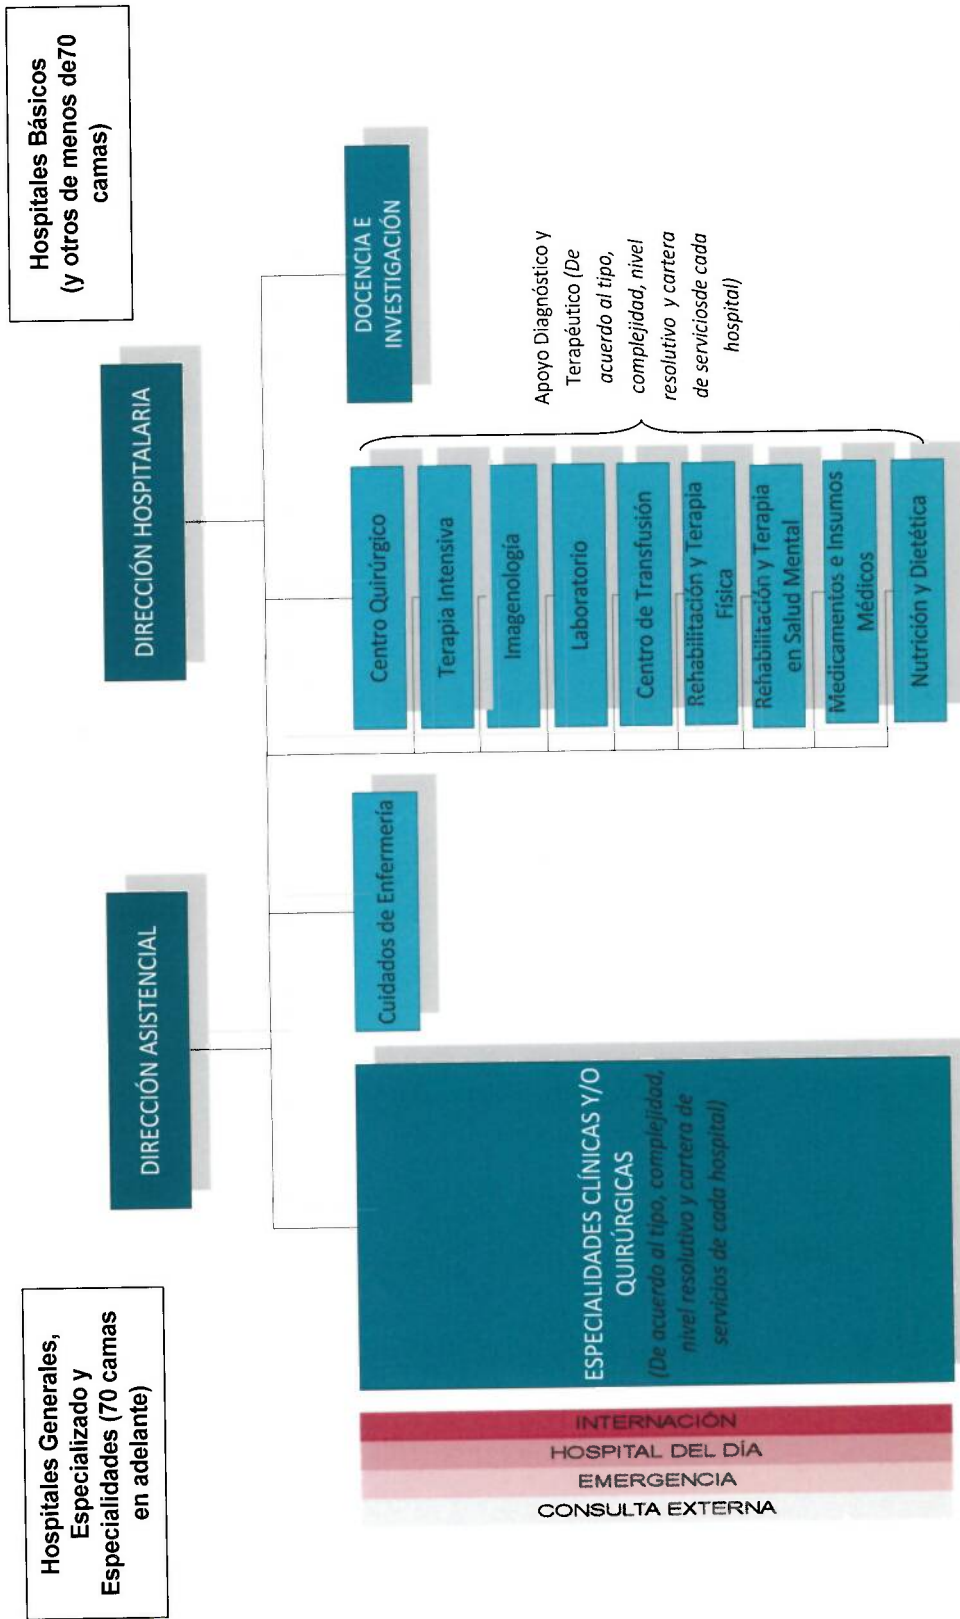 Hospitales Generales,
Especializado y
Especialidades (70 camas
en adelante)
Hospitales Básicos
(y otros de menos de70
camas)
DIRECCIÓN ASISTENCIAL
DIRECCIÓN HOSPITALARIA
INTERNACIÓN
HOSPITAL DEL DÍA
EMERGENCIA
CONSULTA EXTERNA
ESPECIALIDADES CLÍNICAS Y/O
QUIRÚRGICAS
(De acuerdo al tipo, complejidad,
nivel resolutivo y cartera de
servicios de cada hospital)
Cuidados de Enfermería
Centro Quirúrgico
Terapia Intensiva
Imagenología
Laboratorio
Centro de Transfusión
Rehabilitación y Terapia
Física
Rehabilitación y Terapia
en Salud Mental
Medicamentos e Insumos
Médicos
Nutrición y Dietética
DOCENCIA E
INVESTIGACIÓN
Apoyo Diagnóstico y
Terapéutico (De
acuerdo al tipo,
complejidad, nivel
resolutivo y cartera
de serviciosde cada
hospital)